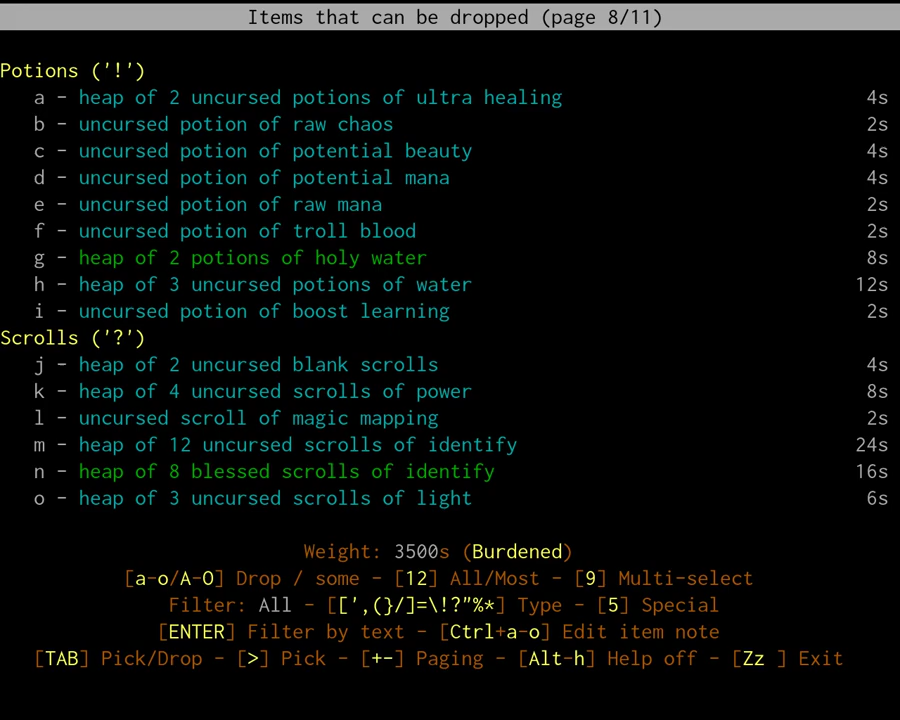 Items that can be dropped (page 8/11)
Potions ('!')
a - heap of 2 uncursed potions of ultra healing 4s
b - uncursed potion of raw chaos 2s
c - uncursed potion of potential beauty 4s
d - uncursed potion of potential mana 4s
e - uncursed potion of raw mana 2s
f - uncursed potion of troll blood 2s
g - heap of 2 potions of holy water 8s
h - heap of 3 uncursed potions of water 12s
i - uncursed potion of boost learning 2s
Scrolls ('?')
j - heap of 2 uncursed blank scrolls 4s
k - heap of 4 uncursed scrolls of power 8s
l - uncursed scroll of magic mapping 2s
m - heap of 12 uncursed scrolls of identify 24s
n - heap of 8 blessed scrolls of identify 16s
o - heap of 3 uncursed scrolls of light 6s
Weight: 3500s (Burdened)
[a-o/A-O] Drop / some - [12] All/Most - [9] Multi-select
Filter: All - [[',(}/]=\!?"%*] Type - [5] Special
[ENTER] Filter by text - [Ctrl+a-o] Edit item note
[TAB] Pick/Drop - [>] Pick - [+-] Paging - [Alt-h] Help off - [Zz ] Exit